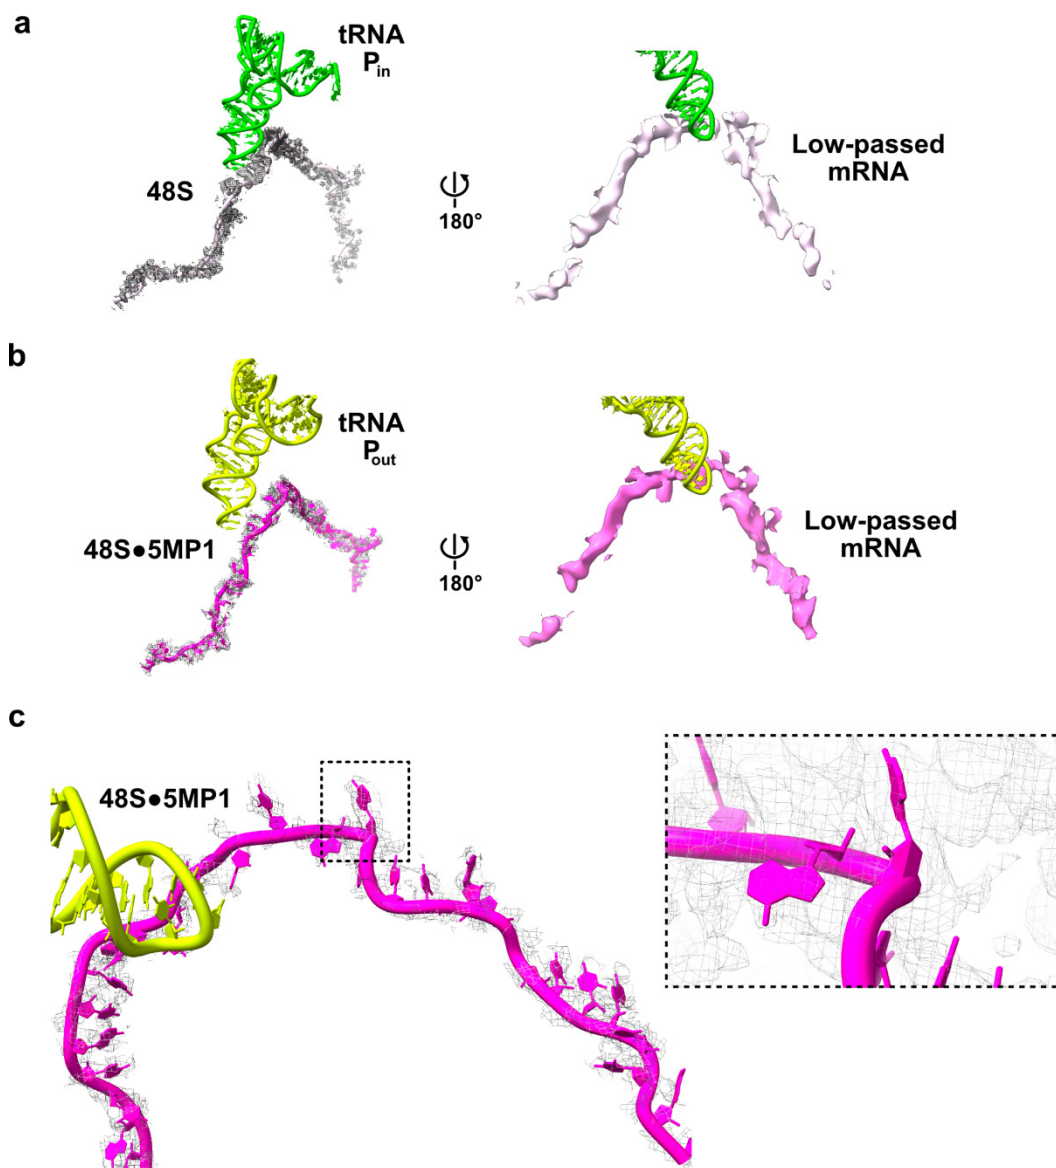 a
tRNA
Pin
48S
180°
Low-passed
mRNA
b
tRNA
Pout
48S●5MP1
180°
Low-passed
mRNA
c
48S●5MP1